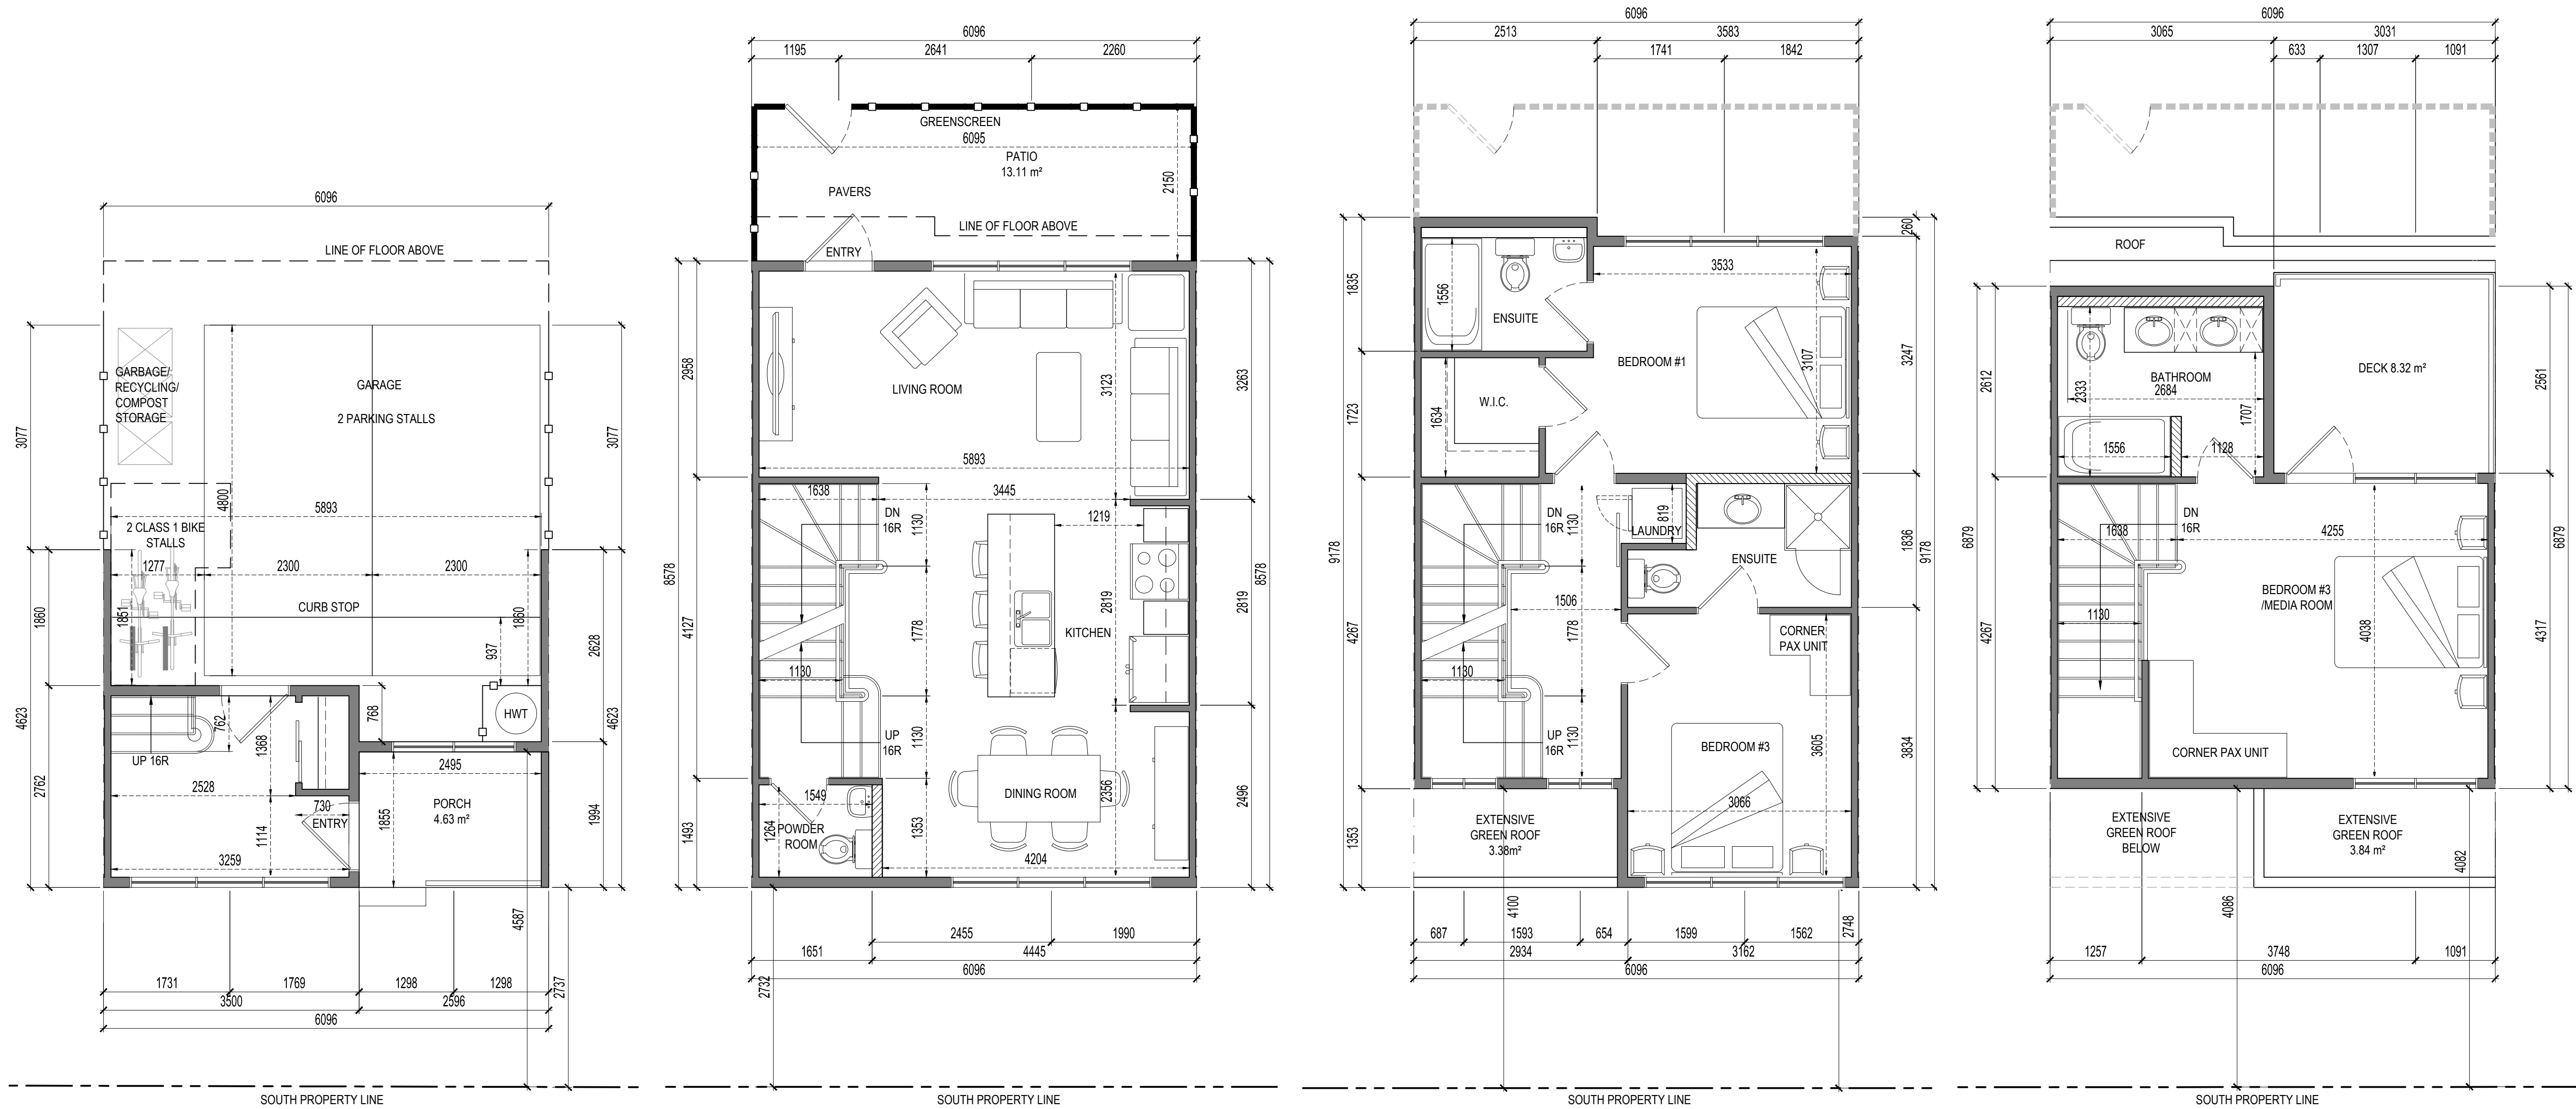 6096
LINE OF FLOOR ABOVE
GARBAGE/
RECYCLING/
COMPOST
STORAGE
GARAGE
2 PARKING STALLS
3077
3077
4800
5893
2 CLASS 1 BIKE
STALLS
1277
2300
2300
CURB STOP
1860
1851
1860
937
2628
4623
2762
768
762
1368
HWT
4623
UP 16R
2528
2495
730
ENTRY
1114
1855
PORCH
4.63 m²
1994
3259
4587
1731
1769
1298
1298
2737
3500
2596
6096
SOUTH PROPERTY LINE
6096
1195
2641
2260
GREENSCREEN
6095
PATIO
13.11 m²
2150
PAVERS
LINE OF FLOOR ABOVE
ENTRY
2958
LIVING ROOM
3123
3263
5893
1638
3445
DN
16R
1130
1219
8578
4127
1778
2819
KITCHEN
2819
8578
1130
UP
16R
1130
1549
1264
POWDER
ROOM
1493
1353
DINING ROOM
2356
2496
4204
2732
2455
1990
1651
4445
6096
SOUTH PROPERTY LINE
6096
2513
3583
1741
1842
260
1835
1556
ENSUITE
3533
BEDROOM #1
3107
3247
1723
1634
W.I.C.
DN
16R
1130
819
LAUNDRY
1836
ENSUITE
9178
9178
4267
1506
1778
1130
CORNER
PAX UNIT
UP
16R
1130
BEDROOM #3
3605
3834
3066
1353
EXTENSIVE
GREEN ROOF
3.38m²
4100
2748
687
1593
654
1599
1562
2934
3162
6096
SOUTH PROPERTY LINE
6096
3065
3031
633
1307
1091
ROOF
2612
2333
BATHROOM
2684
1707
DECK 8.32 m²
2561
1556
1128
DN
16R
1638
4255
6879
6879
4267
BEDROOM #3
/MEDIA ROOM
1130
4038
4317
CORNER PAX UNIT
EXTENSIVE
GREEN ROOF
BELOW
EXTENSIVE
GREEN ROOF
3.84 m²
4082
4086
1257
3748
1091
6096
SOUTH PROPERTY LINE